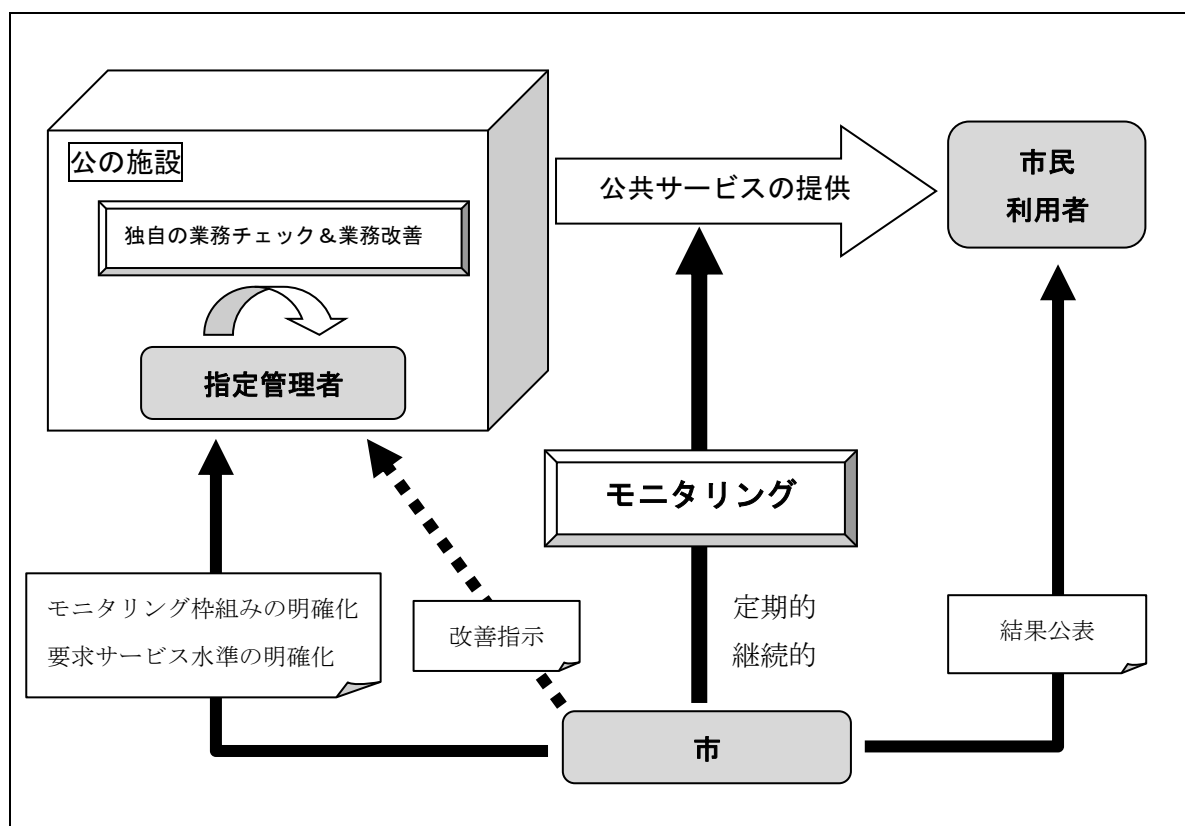 公の施設
独自の業務チェック＆業務改善
指定管理者
公共サービスの提供
市民
利用者
モニタリング
定期的
継続的
モニタリング枠組みの明確化
要求サービス水準の明確化
改善指示
結果公表
市